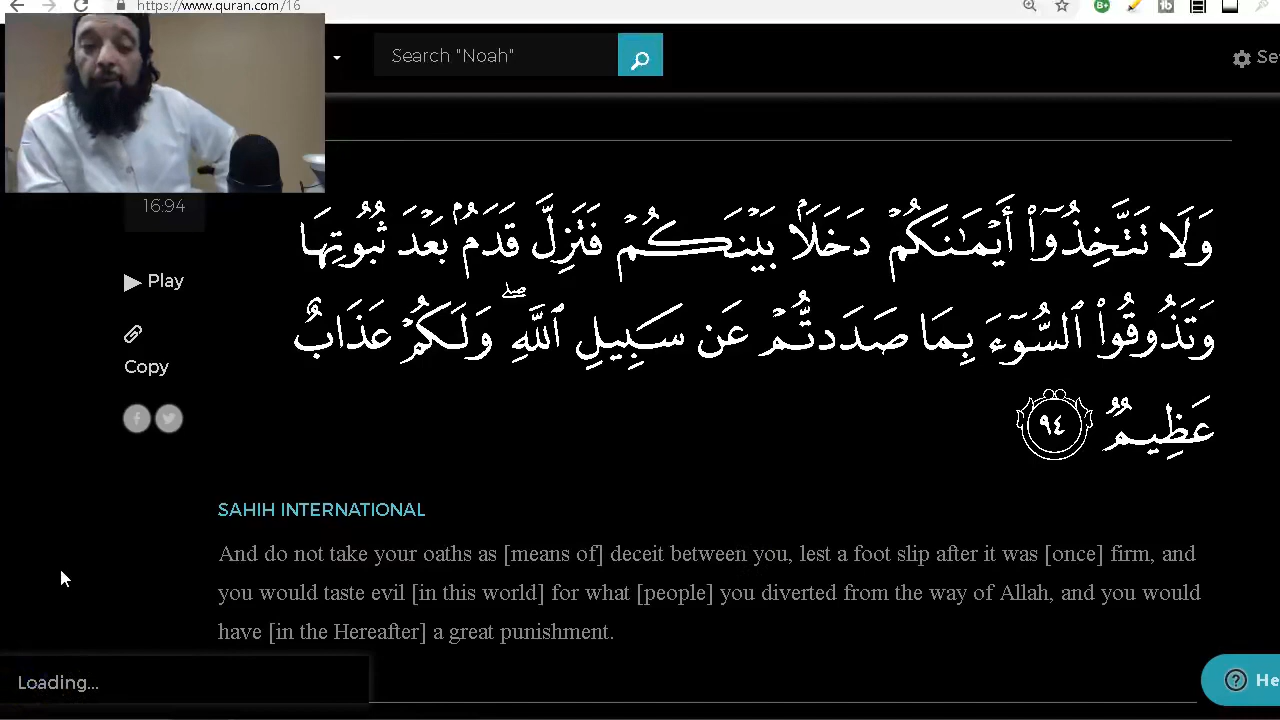 https://www.quran.com/16
Search "Noah"
16:94
وَلَا تَتَّخِذُوٓا۟ أَيْمَـٰنَكُمْ دَخَلًۢا بَيْنَكُمْ فَتَزِلَّ قَدَمٌۢ بَعْدَ ثُبُوتِهَا
وَتَذُوقُوا۟ ٱلسُّوٓءَ بِمَا صَدَدتُّمْ عَن سَبِيلِ ٱللَّهِ ۖ وَلَكُمْ عَذَابٌ
عَظِيمٌ ٩٤
Play
Copy
SAHIH INTERNATIONAL
And do not take your oaths as [means of] deceit between you, lest a foot slip after it was [once] firm, and
you would taste evil [in this world] for what [people] you diverted from the way of Allah, and you would
have [in the Hereafter] a great punishment.
Loading...